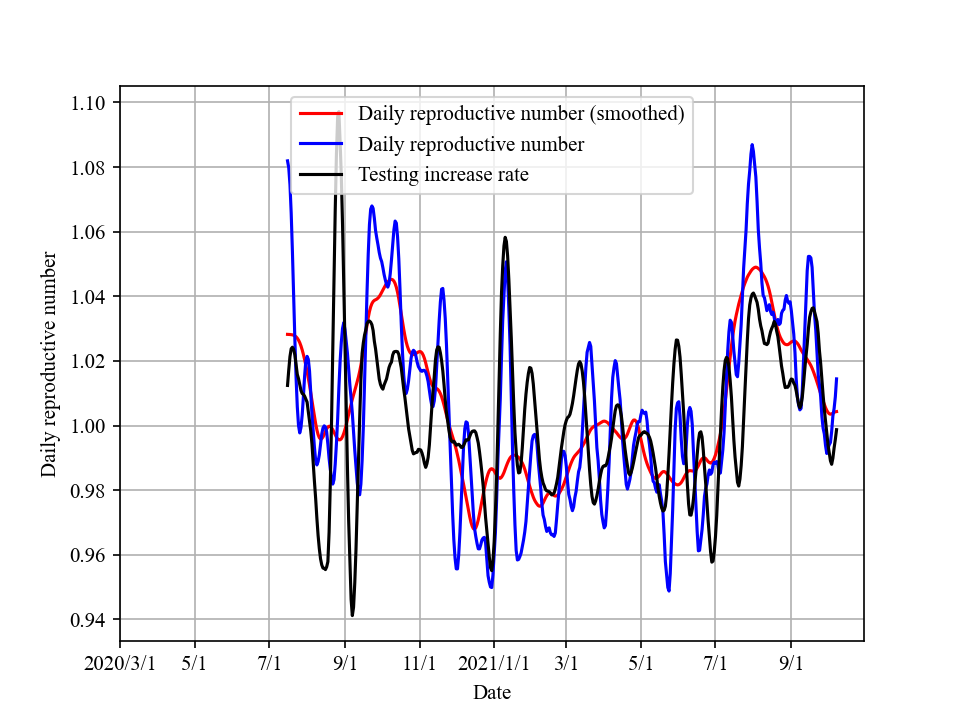 Daily reproductive number (smoothed)
Daily reproductive number
Testing increase rate
Daily reproductive number
1.10
1.08
1.06
1.04
1.02
1.00
0.98
0.96
0.94
2020/3/1 5/1 7/1 9/1 11/1 2021/1/1 3/1 5/1 7/1 9/1
Date